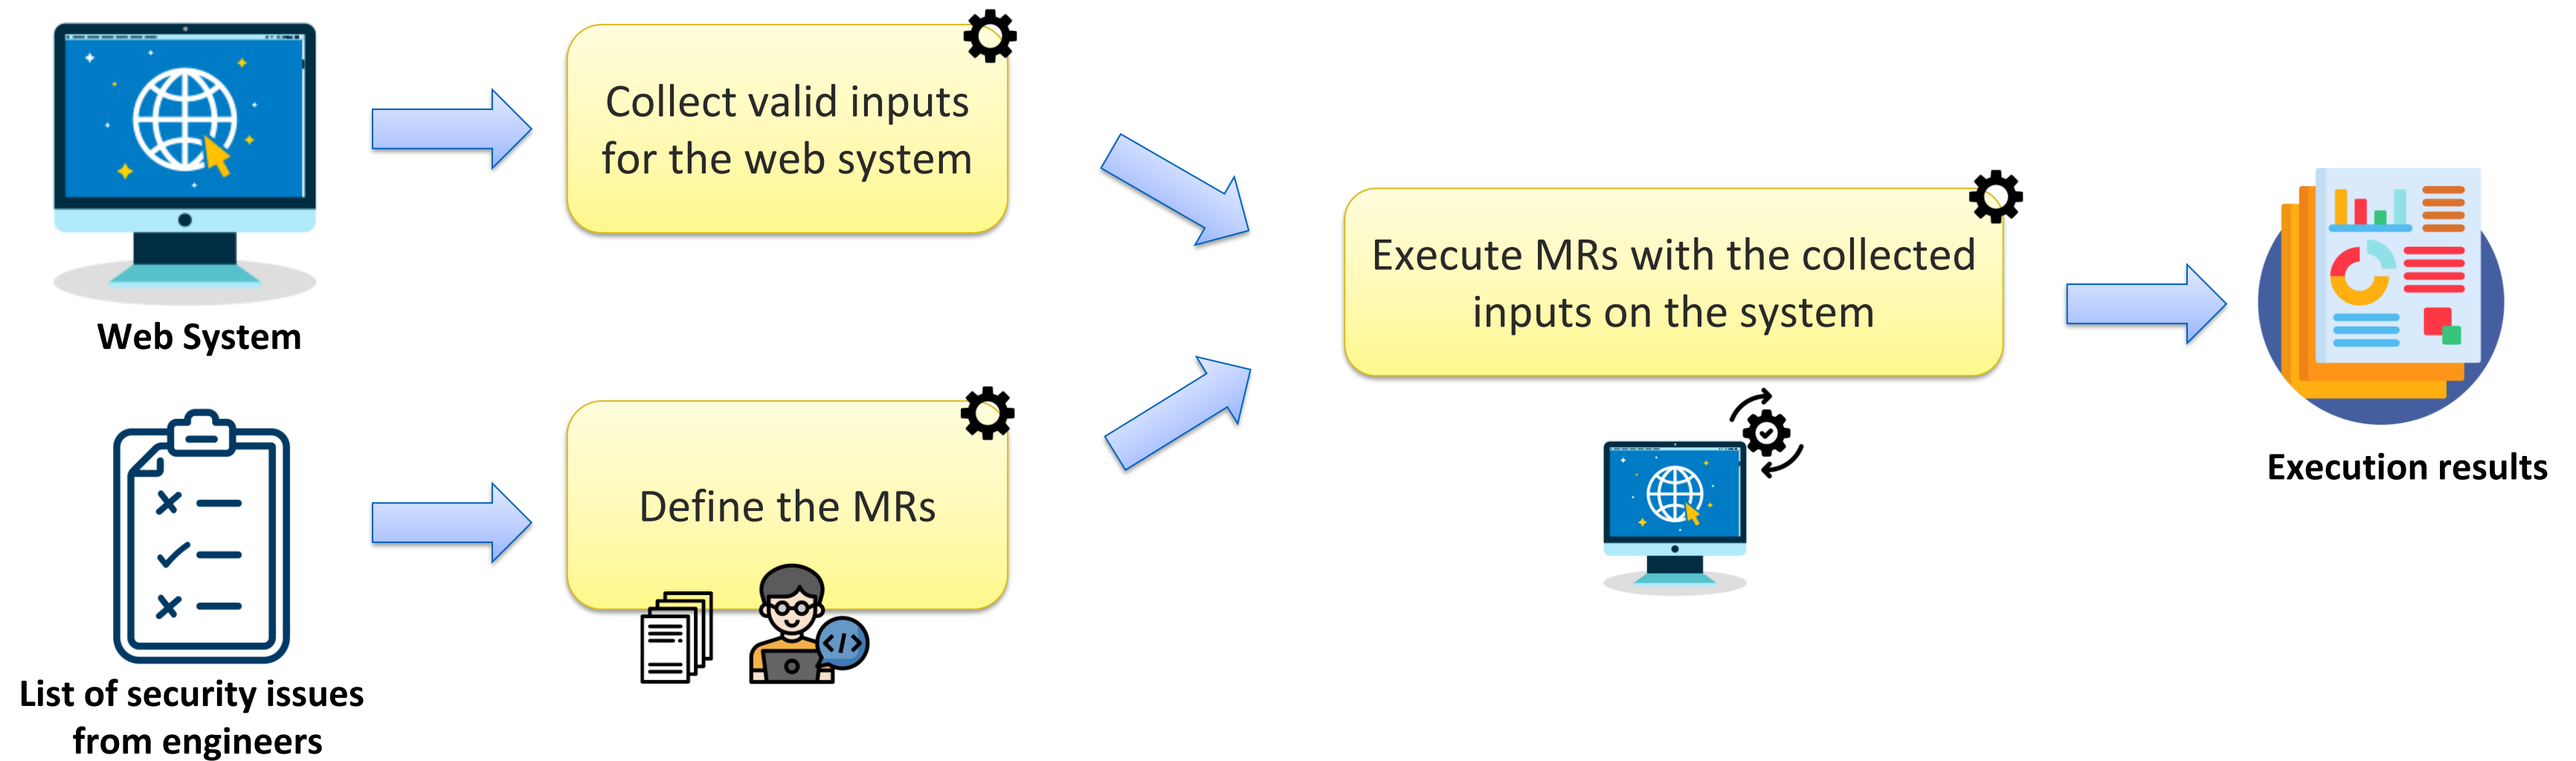 Web System
Collect valid inputs
for the web system
List of security issues
from engineers
Define the MRs
</>
Execute MRs with the collected
inputs on the system
Execution results